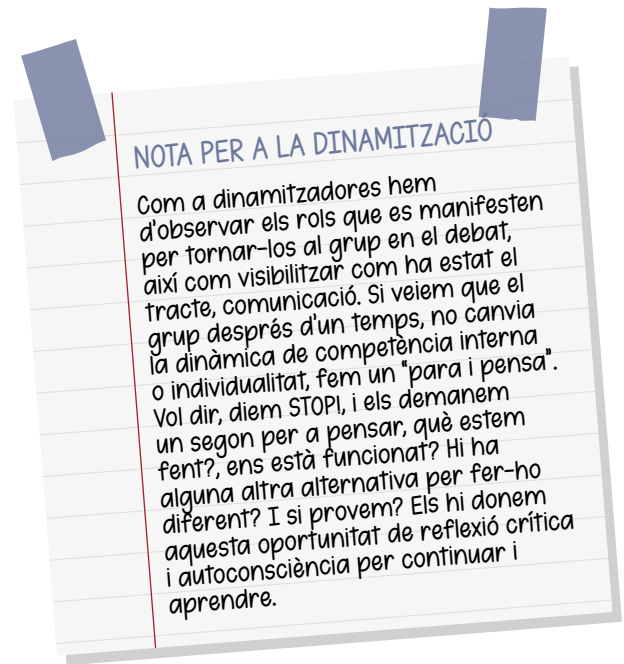 NOTA PER A LA DINAMITZACIÓ
Com a dinamitzadores hem
d'observar els rols que es manifesten
per tornar-los al grup en el debat,
així com visibilitzar com ha estat el
tracte, comunicació. Si veiem que el
grup després d'un temps, no canvia
la dinàmica de competència interna
o individualitat, fem un "para i pensa".
Vol dir, diem STOP!, i els demanem
un segon per a pensar, què estem
fent?, ens està funcionat? Hi ha
alguna altra alternativa per fer-ho
diferent? I si provem? Els hi donem
aquesta oportunitat de reflexió crítica
i autoconsciència per continuar i
aprendre.